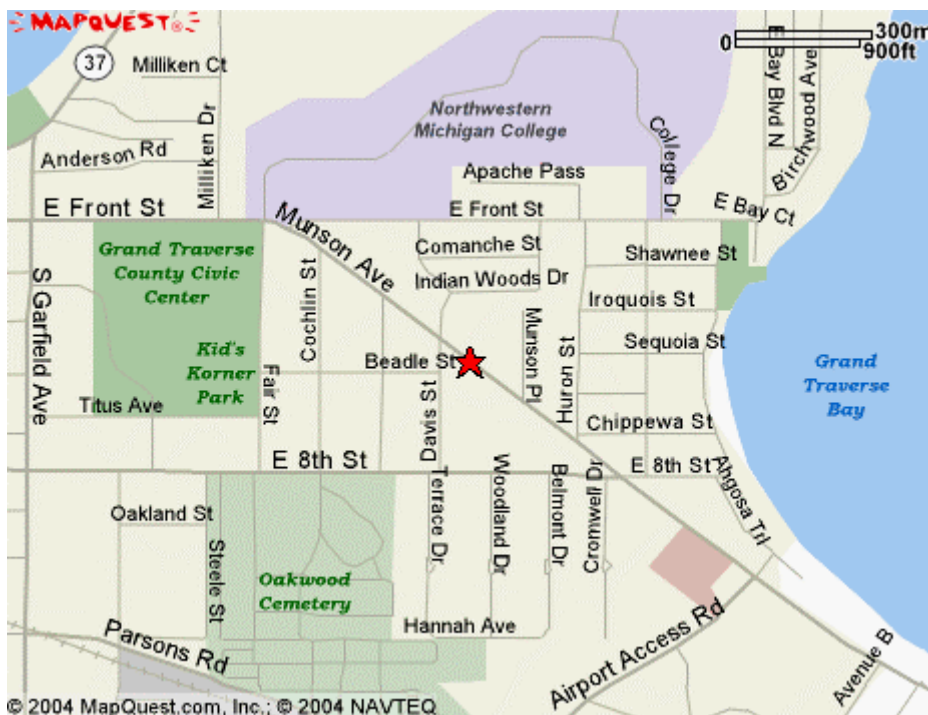 MAPQUEST
300m
0
900ft
37
Milliken Ct
E Bay Blvd N
Birchwood Ave
Northwestern
Michigan College
College Dr
Milliken Dr
Anderson Rd
Apache Pass
E Front St
E Front St
E Bay Ct
Munson Ave
Grand Traverse
County Civic
Center
Comanche St
Shawnee St
Indian Woods Dr
S Garfield Ave
Cochlin St
Iroquois St
Munson Pl
Huron St
Sequoia St
Kid's
Korner
Park
Beadle St
Grand
Traverse
Bay
Fair St
Davis St
Titus Ave
Chippewa St
E 8th St
E 8th St
Terrace Dr
Woodland Dr
Belmont Dr
Cromwell Dr
Ahgosa Trl
Oakland St
Steele St
Oakwood
Cemetery
Hannah Ave
Parsons Rd
Airport Access Rd
Avenue B
© 2004 MapQuest.com, Inc.; © 2004 NAVTEQ